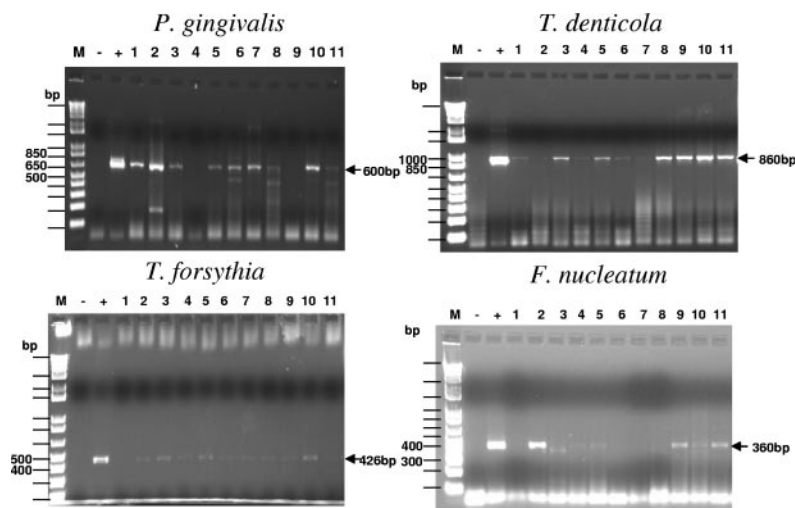 P. gingivalis
M - + 1 2 3 4 5 6 7 8 9 10 11
bp
850
650
500
600bp
T. denticola
M - + 1 2 3 4 5 6 7 8 9 10 11
bp
1000
850
860bp
T. forsythia
M - + 1 2 3 4 5 6 7 8 9 10 11
bp
500
400
426bp
F. nucleatum
M - + 1 2 3 4 5 6 7 8 9 10 11
bp
400
300
360bp